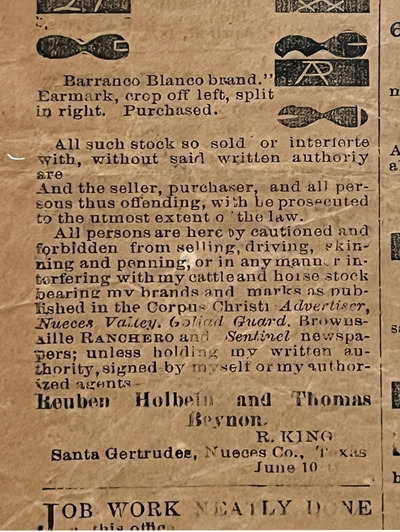 Barranco Blanco brand."
Earmark, crop off left, split
in right. Purchased.
All such stock so sold or interferte
with, without said written authoriy
are
And the seller, purchaser, and all per-
sons thus offending, with be prosecuted
to the utmost extent o the law.
All persons are here by cautioned and
forbidden from selling, driving, skin-
ning and penning, or in any manner in-
terfering with my cattle and horse stock
bearing my brands and marks as pub-
lished in the Corpus Christi Advertiser,
Nueces Valley, Goliad Guard, Browns-
ville RANCHERO and Sentinel newspa-
pers; unless holding my written au-
thority, signed by myself or my author-
ized agents
Reuben Holbein and Thomas
Beynon.
R. KING
Santa Gertrudes, Nueces Co., Texas
June 10
JOB WORK NEATLY DONE
this office